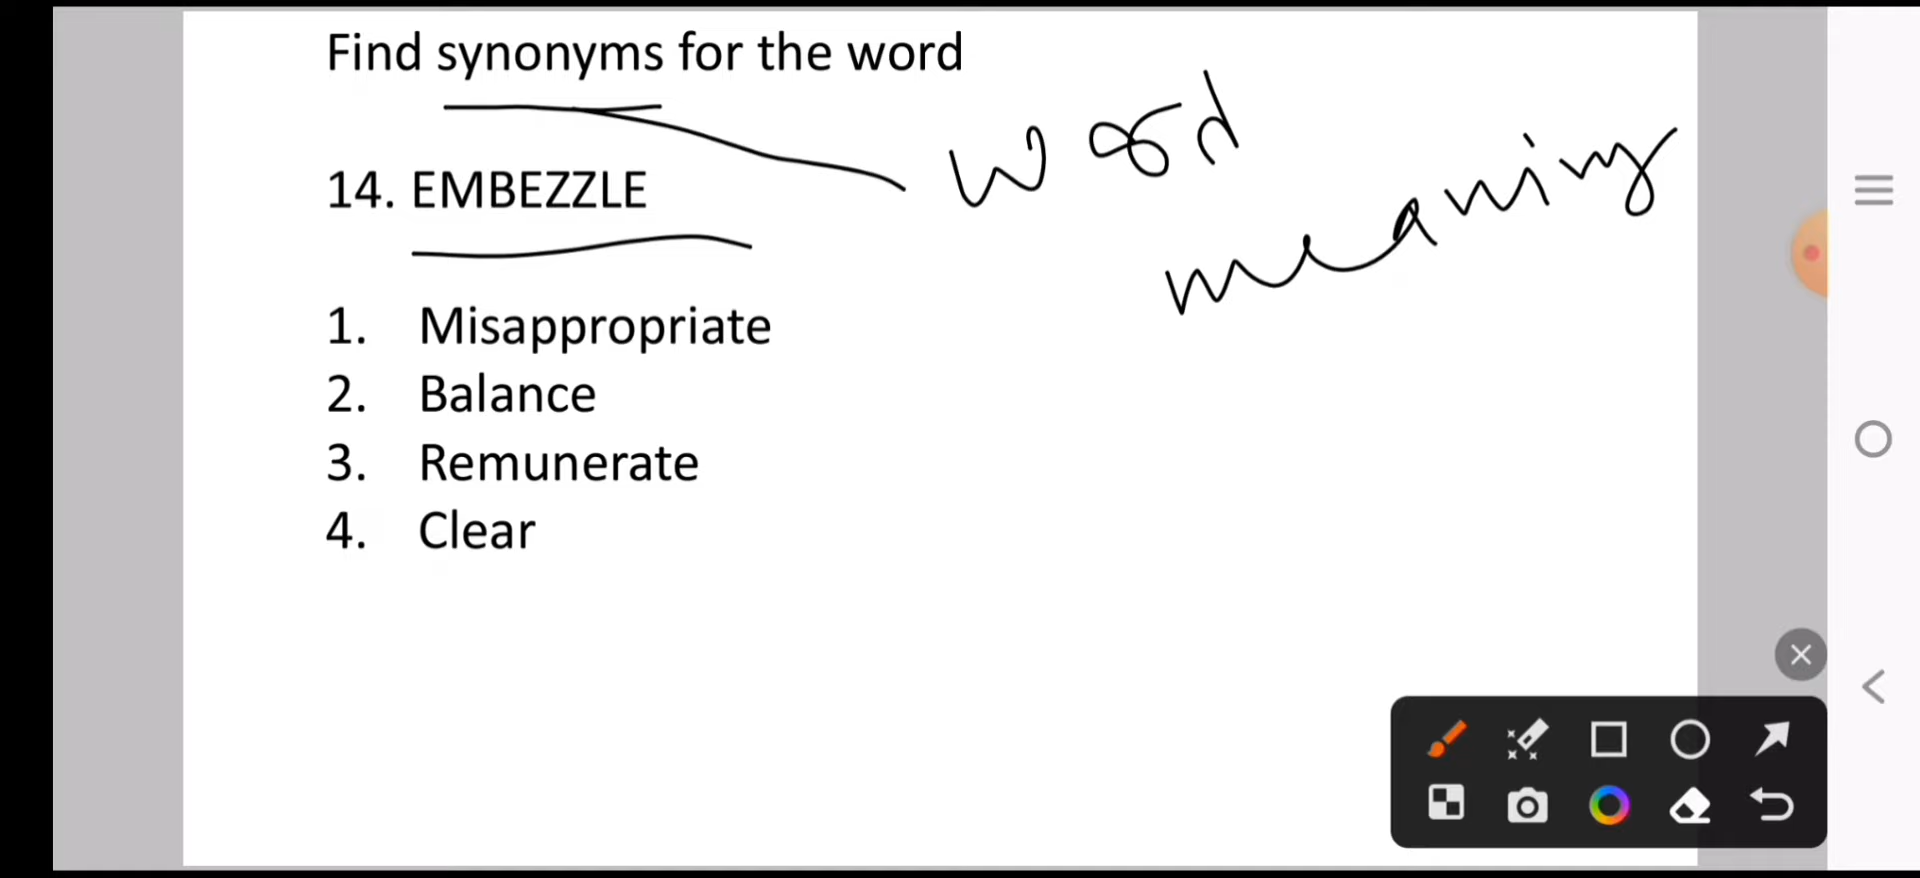 Find synonyms for the word
word
14. EMBEZZLE
meaning
1. Misappropriate
2. Balance
3. Remunerate
4. Clear